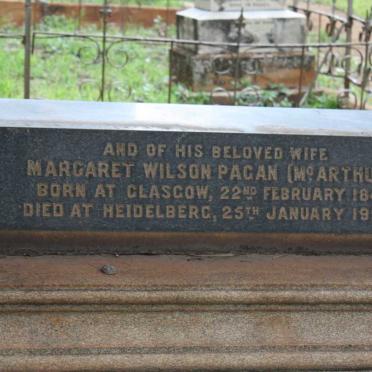 AND OF HIS BELOVED WIFE
MARGARET WILSON PAGAN (McARTHU
BORN AT GLASGOW, 22ND FEBRUARY 18
DIED AT HEIDELBERG, 25TH JANUARY 19